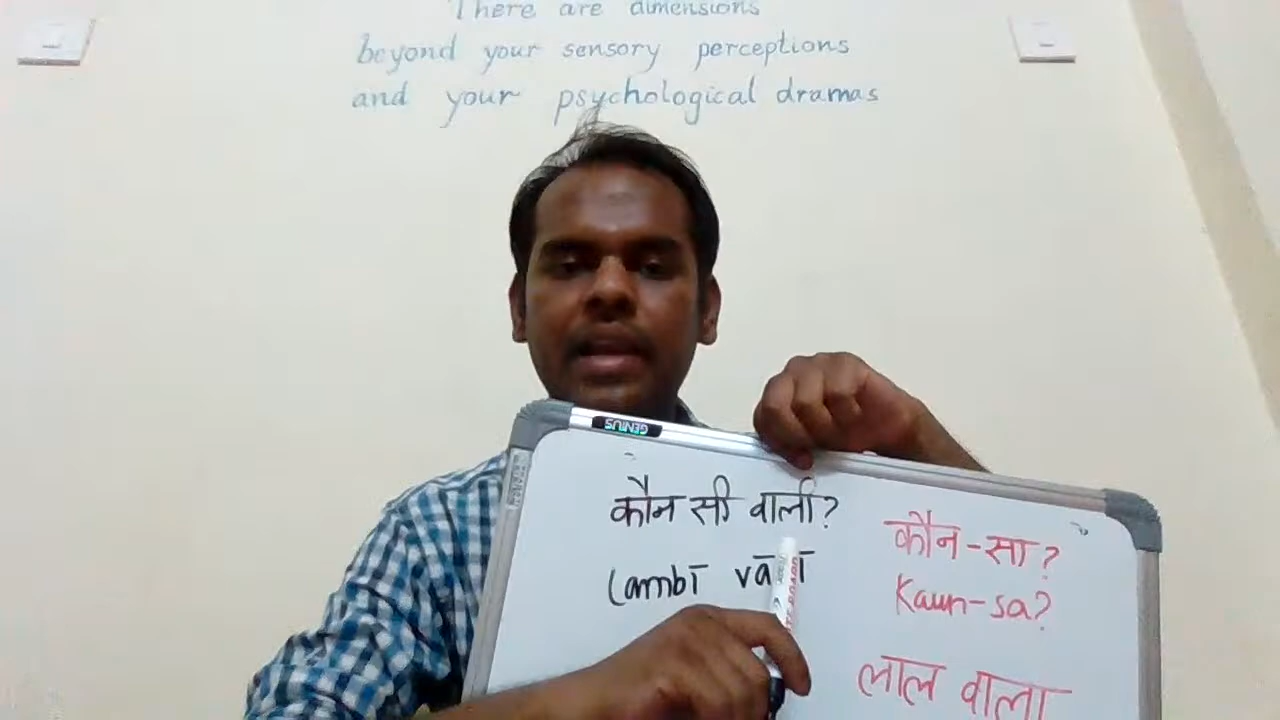 There are dimensions
beyond your sensory perceptions
and your psychological dramas
GENIUS
कौन सी वाली?
Lambī
कौन-सा?
Kaun-sa?
लाल वाला